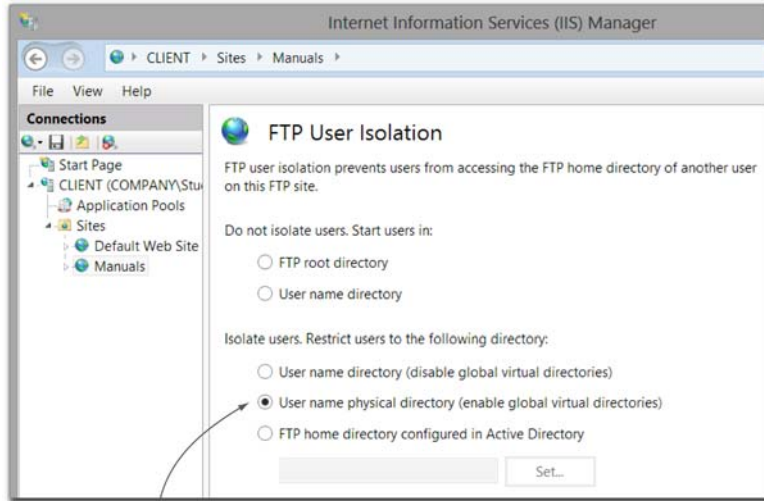 Internet Information Services (IIS) Manager
CLIENT Sites Manuals
File View Help
Connections
Start Page
CLIENT (COMPANY\Stu
Application Pools
Sites
Default Web Site
Manuals
FTP User Isolation
FTP user isolation prevents users from accessing the FTP home directory of another user
on this FTP site.
Do not isolate users. Start users in:
FTP root directory
User name directory
Isolate users. Restrict users to the following directory:
User name directory (disable global virtual directories)
User name physical directory (enable global virtual directories)
FTP home directory configured in Active Directory
Set...